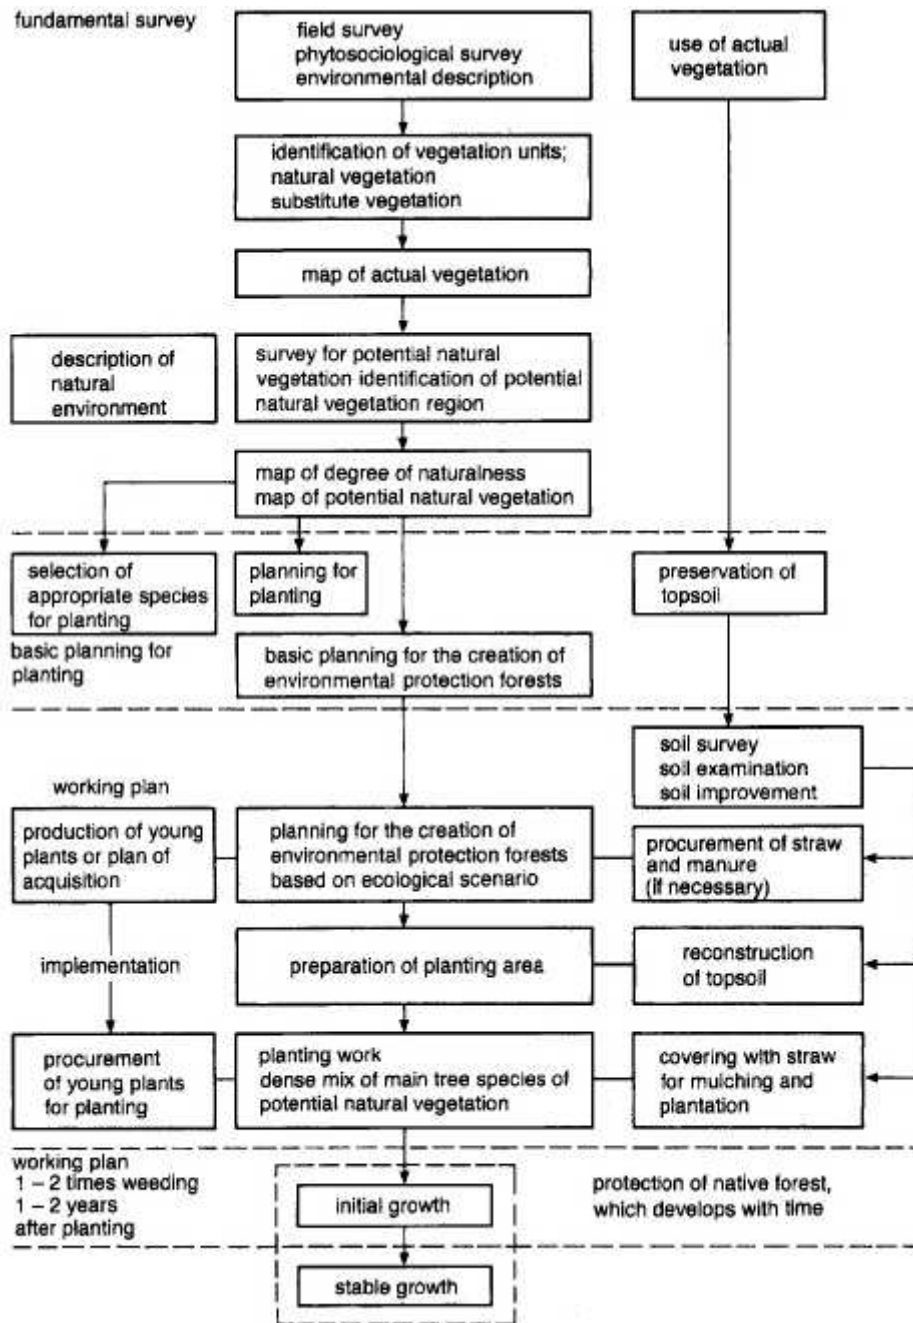 fundamental survey
field survey
phytosociological survey
environmental description
use of actual
vegetation
identification of vegetation units;
natural vegetation
substitute vegetation
map of actual vegetation
description of
natural
environment
survey for potential natural
vegetation identification of potential
natural vegetation region
map of degree of naturalness
map of potential natural vegetation
selection of
appropriate species
for planting
planning for
planting
preservation of
topsoil
basic planning for
planting
basic planning for the creation of
environmental protection forests
soil survey
soil examination
soil improvement
working plan
production of young
plants or plan of
acquisition
planning for the creation of
environmental protection forests
based on ecological scenario
procurement of straw
and manure
(if necessary)
implementation
preparation of planting area
reconstruction
of topsoil
procurement
of young plants
for planting
planting work
dense mix of main tree species of
potential natural vegetation
covering with straw
for mulching and
plantation
working plan
1 – 2 times weeding
1 – 2 years
after planting
initial growth
protection of native forest,
which develops with time
stable growth